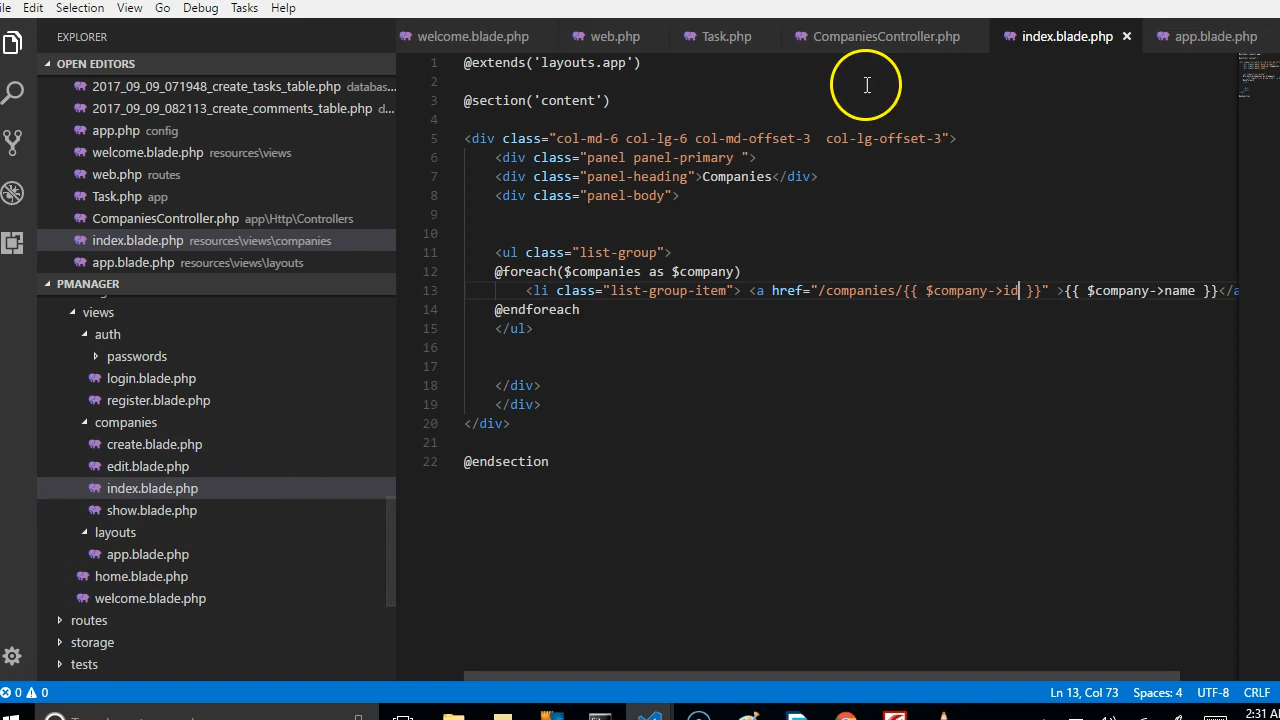 ile Edit Selection View Go Debug Tasks Help
EXPLORER
welcome.blade.php web.php Task.php CompaniesController.php index.blade.php × app.blade.php
OPEN EDITORS
2017_09_09_071948_create_tasks_table.php databas...
2017_09_09_082113_create_comments_table.php d...
app.php config
welcome.blade.php resources\views
web.php routes
Task.php app
CompaniesController.php app\Http\Controllers
index.blade.php resources\views\companies
app.blade.php resources\views\layouts
PMANAGER
views
auth
passwords
login.blade.php
register.blade.php
companies
create.blade.php
edit.blade.php
index.blade.php
show.blade.php
layouts
app.blade.php
home.blade.php
welcome.blade.php
routes
storage
tests
1 @extends('layouts.app')
2
3 @section('content')
4
5 <div class="col-md-6 col-lg-6 col-md-offset-3  col-lg-offset-3">
6 <div class="panel panel-primary ">
7 <div class="panel-heading">Companies</div>
8 <div class="panel-body">
9
10
11 <ul class="list-group">
12 @foreach($companies as $company)
13 <li class="list-group-item"> <a href="/companies/{{ $company->id }}" >{{ $company->name }}</a
14 @endforeach
15 </ul>
16
17
18 </div>
19 </div>
20 </div>
21
22 @endsection
0 0 Ln 13, Col 73 Spaces: 4 UTF-8 CRLF
2:31 A